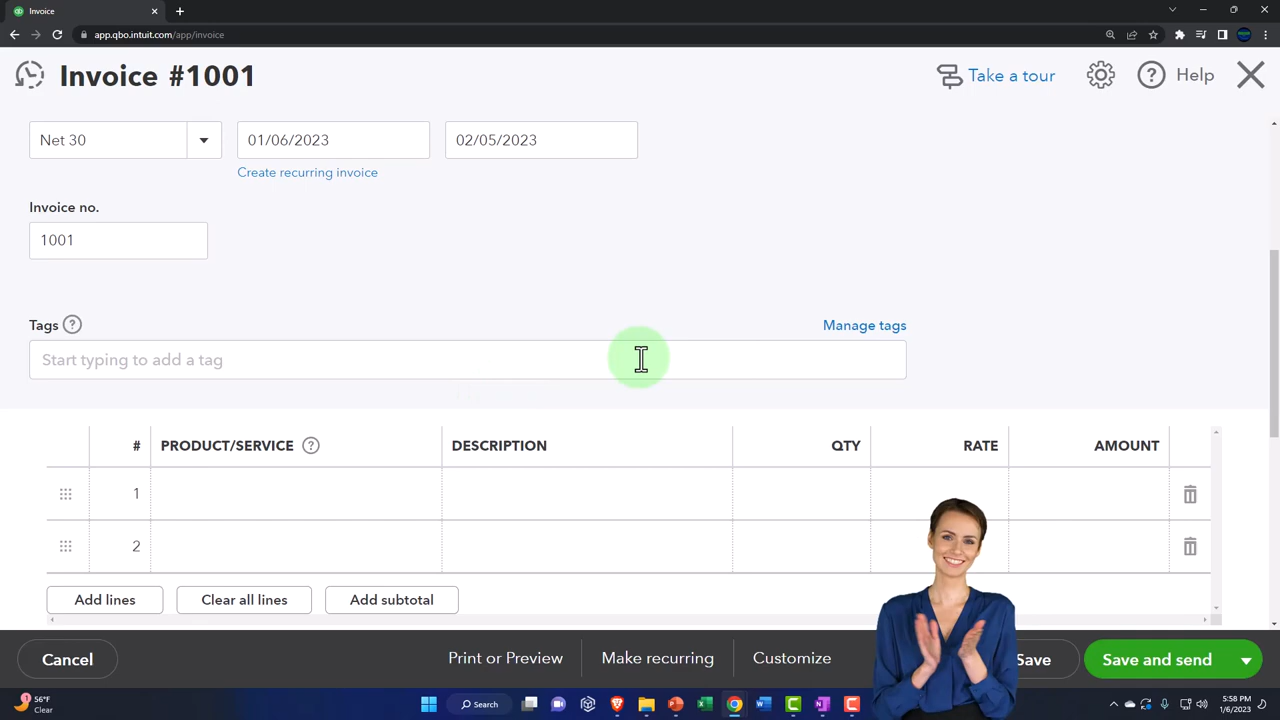 Invoice
app.qbo.intuit.com/app/invoice
Invoice #1001
Take a tour
Help
Net 30
01/06/2023
02/05/2023
Create recurring invoice
Invoice no.
1001
Tags
Manage tags
Start typing to add a tag
# PRODUCT/SERVICE DESCRIPTION QTY RATE AMOUNT
1
2
Add lines
Clear all lines
Add subtotal
Cancel
Print or Preview
Make recurring
Customize
Save
Save and send
1
56°F
Clear
Search
5:58 PM
1/6/2023